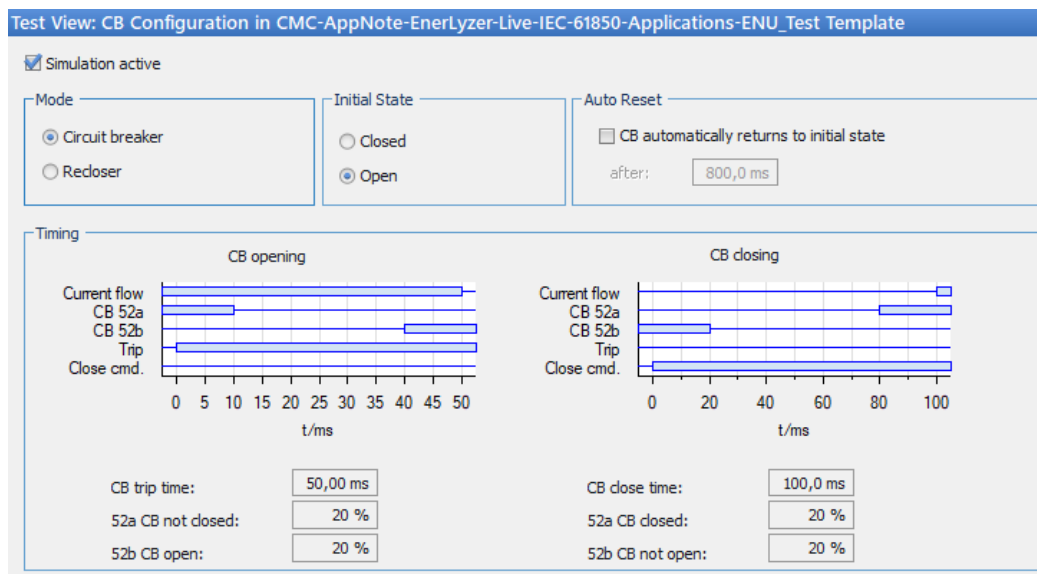 Test View: CB Configuration in CMC-AppNote-EnerLyzer-Live-IEC-61850-Applications-ENU_Test Template
Simulation active
Mode
Circuit breaker
Recloser
Initial State
Closed
Open
Auto Reset
CB automatically returns to initial state
after: 800,0 ms
Timing
CB opening
Current flow
CB 52a
CB 52b
Trip
Close cmd.
0 5 10 15 20 25 30 35 40 45 50
t/ms
CB trip time: 50,00 ms
52a CB not closed: 20 %
52b CB open: 20 %
CB closing
Current flow
CB 52a
CB 52b
Trip
Close cmd.
0 20 40 60 80 100
t/ms
CB close time: 100,0 ms
52a CB closed: 20 %
52b CB not open: 20 %